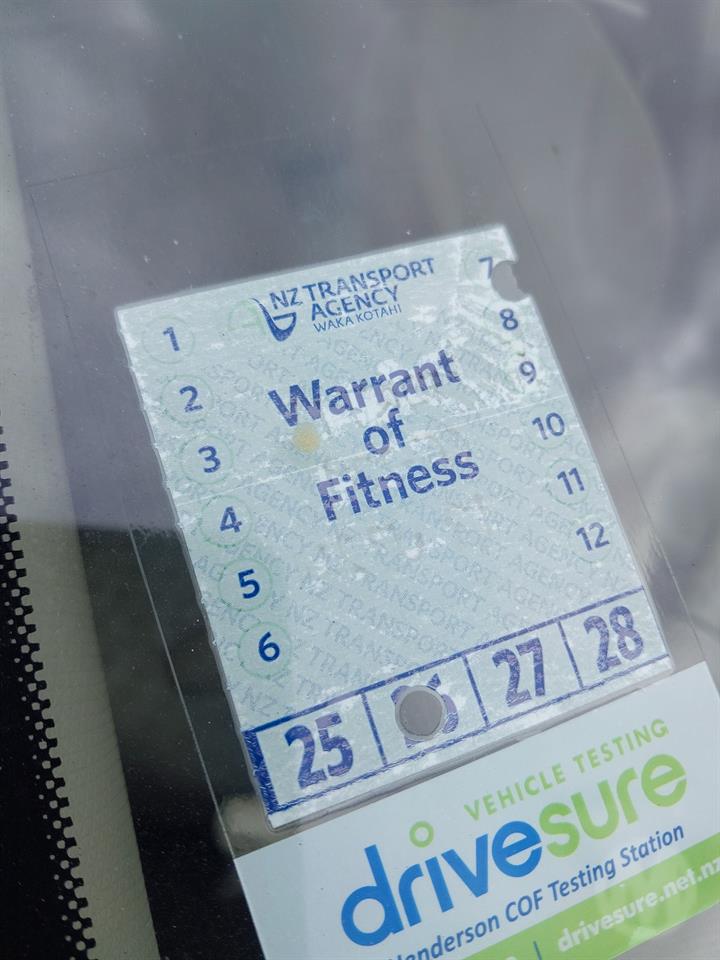 NZ TRANSPORT
AGENCY
WAKA KOTAHI
Warrant
of
Fitness
1
2
3
4
5
6
7
8
9
10
11
12
25 26 27 28
VEHICLE TESTING
drivesure
Henderson COF Testing Station
| drivesure.net.nz